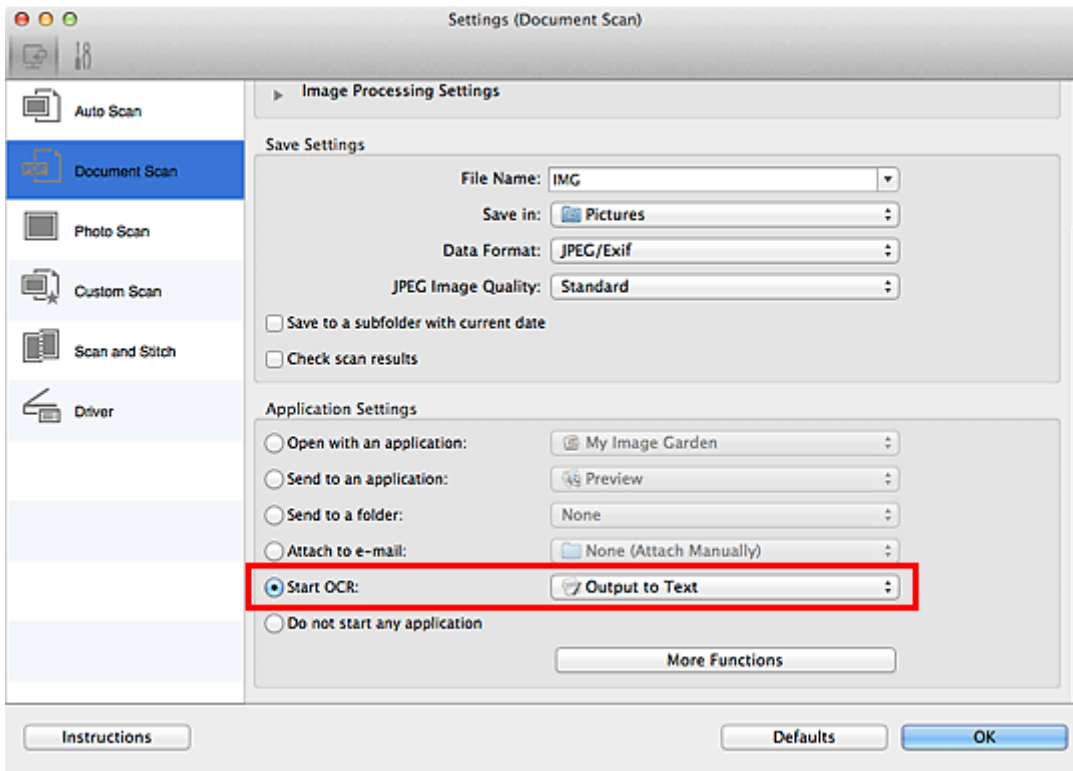 Settings (Document Scan)
Auto Scan
Document Scan
Photo Scan
Custom Scan
Scan and Stitch
Driver
Image Processing Settings
Save Settings
File Name: IMG
Save in: Pictures
Data Format: JPEG/Exif
JPEG Image Quality: Standard
Save to a subfolder with current date
Check scan results
Application Settings
Open with an application: My Image Garden
Send to an application: Preview
Send to a folder: None
Attach to e-mail: None (Attach Manually)
Start OCR: Output to Text
Do not start any application
More Functions
Instructions Defaults OK